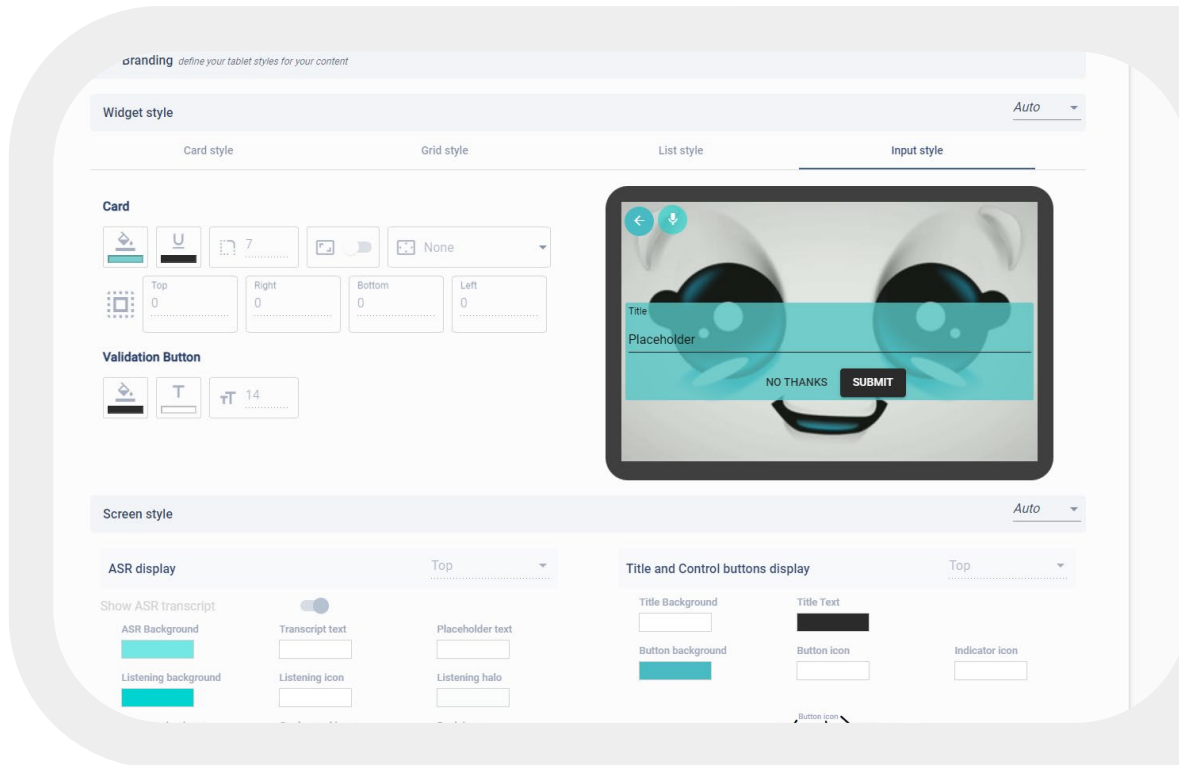 Branding define your tablet styles for your content
Widget style
Auto
Card style Grid style List style Input style
Card
U 7 None
Top Right Bottom Left
0 0 0 0
Validation Button
T TT 14
Title
Placeholder
NO THANKS SUBMIT
Screen style
Auto
ASR display Top
Title and Control buttons display Top
Show ASR transcript
ASR Background Transcript text Placeholder text
Listening background Listening icon Listening halo
Title Background Title Text
Button background Button icon Indicator icon
Button icon